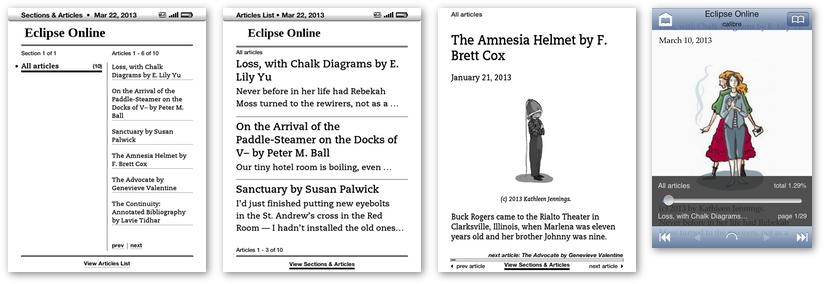 Sections & Articles • Mar 22, 2013
Eclipse Online
Section 1 of 1
Articles 1 - 6 of 10
• All articles (10)
Loss, with Chalk
Diagrams by E. Lily Yu
On the Arrival of the
Paddle-Steamer on the
Docks of V– by Peter M.
Ball
Sanctuary by Susan
Palwick
The Amnesia Helmet by
F. Brett Cox
The Advocate by
Genevieve Valentine
The Continuity:
Annotated Bibliography
by Lavie Tidhar
prev | next
View Articles List
Articles List • Mar 22, 2013
Eclipse Online
All articles
Loss, with Chalk Diagrams by E.
Lily Yu
Never before in her life had Rebekah
Moss turned to the rewirers, not as a ...
On the Arrival of the
Paddle-Steamer on the Docks of
V– by Peter M. Ball
Our tiny hotel room is boiling, even ...
Sanctuary by Susan Palwick
I'd just finished putting new eyebolts
in the St. Andrew's cross in the Red
Room — I hadn't installed the old ones...
Articles 1 - 3 of 10
View Sections & Articles
All articles
The Amnesia Helmet by F.
Brett Cox
January 21, 2013
(c) 2013 Kathleen Jennings.
Buck Rogers came to the Rialto Theater in
Clarksville, Illinois, when Marlena was eleven
years old and her brother Johnny was nine.
next article: The Advocate by Genevieve Valentine
prev article
View Sections & Articles
next article
Eclipse Online
calibre
March 10, 2013
All articles
total 1.29%
(c) 2013 by Kathleen Jennings.
Loss, with Chalk Diagrams...
page 1/29